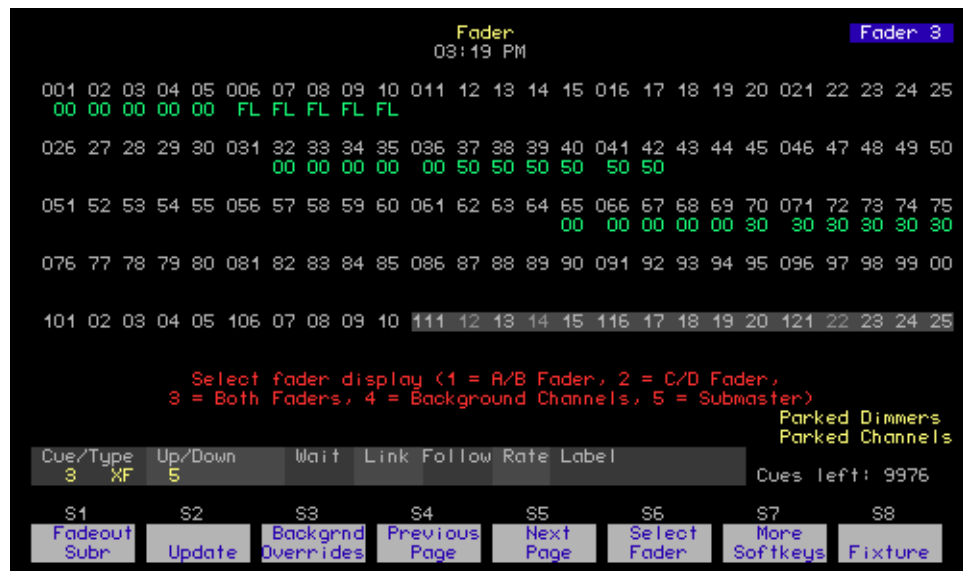 Fader
Fader 3
03:19 PM
001 02 03 04 05 006 07 08 09 10 011 12 13 14 15 016 17 18 19 20 021 22 23 24 25
00 00 00 00 00 FL FL FL FL FL
026 27 28 29 30 031 32 33 34 35 036 37 38 39 40 041 42 43 44 45 046 47 48 49 50
00 00 00 00 00 50 50 50 50 50 50
051 52 53 54 55 056 57 58 59 60 061 62 63 64 65 066 67 68 69 70 071 72 73 74 75
00 00 00 00 00 30 30 30 30 30 30
076 77 78 79 80 081 82 83 84 85 086 87 88 89 90 091 92 93 94 95 096 97 98 99 00
101 02 03 04 05 106 07 08 09 10 111 12 13 14 15 116 17 18 19 20 121 22 23 24 25
Select fader display (1 = A/B Fader, 2 = C/D Fader,
3 = Both Faders, 4 = Background Channels, 5 = Submaster)
Parked Dimmers
Parked Channels
Cue/Type Up/Down Wait Link Follow Rate Label
3 XF 5
Cues left: 9976
S1 S2 S3 S4 S5 S6 S7 S8
Fadeout Backgrnd Previous Next Select More
Subr Update Overrides Page Page Fader Softkeys Fixture